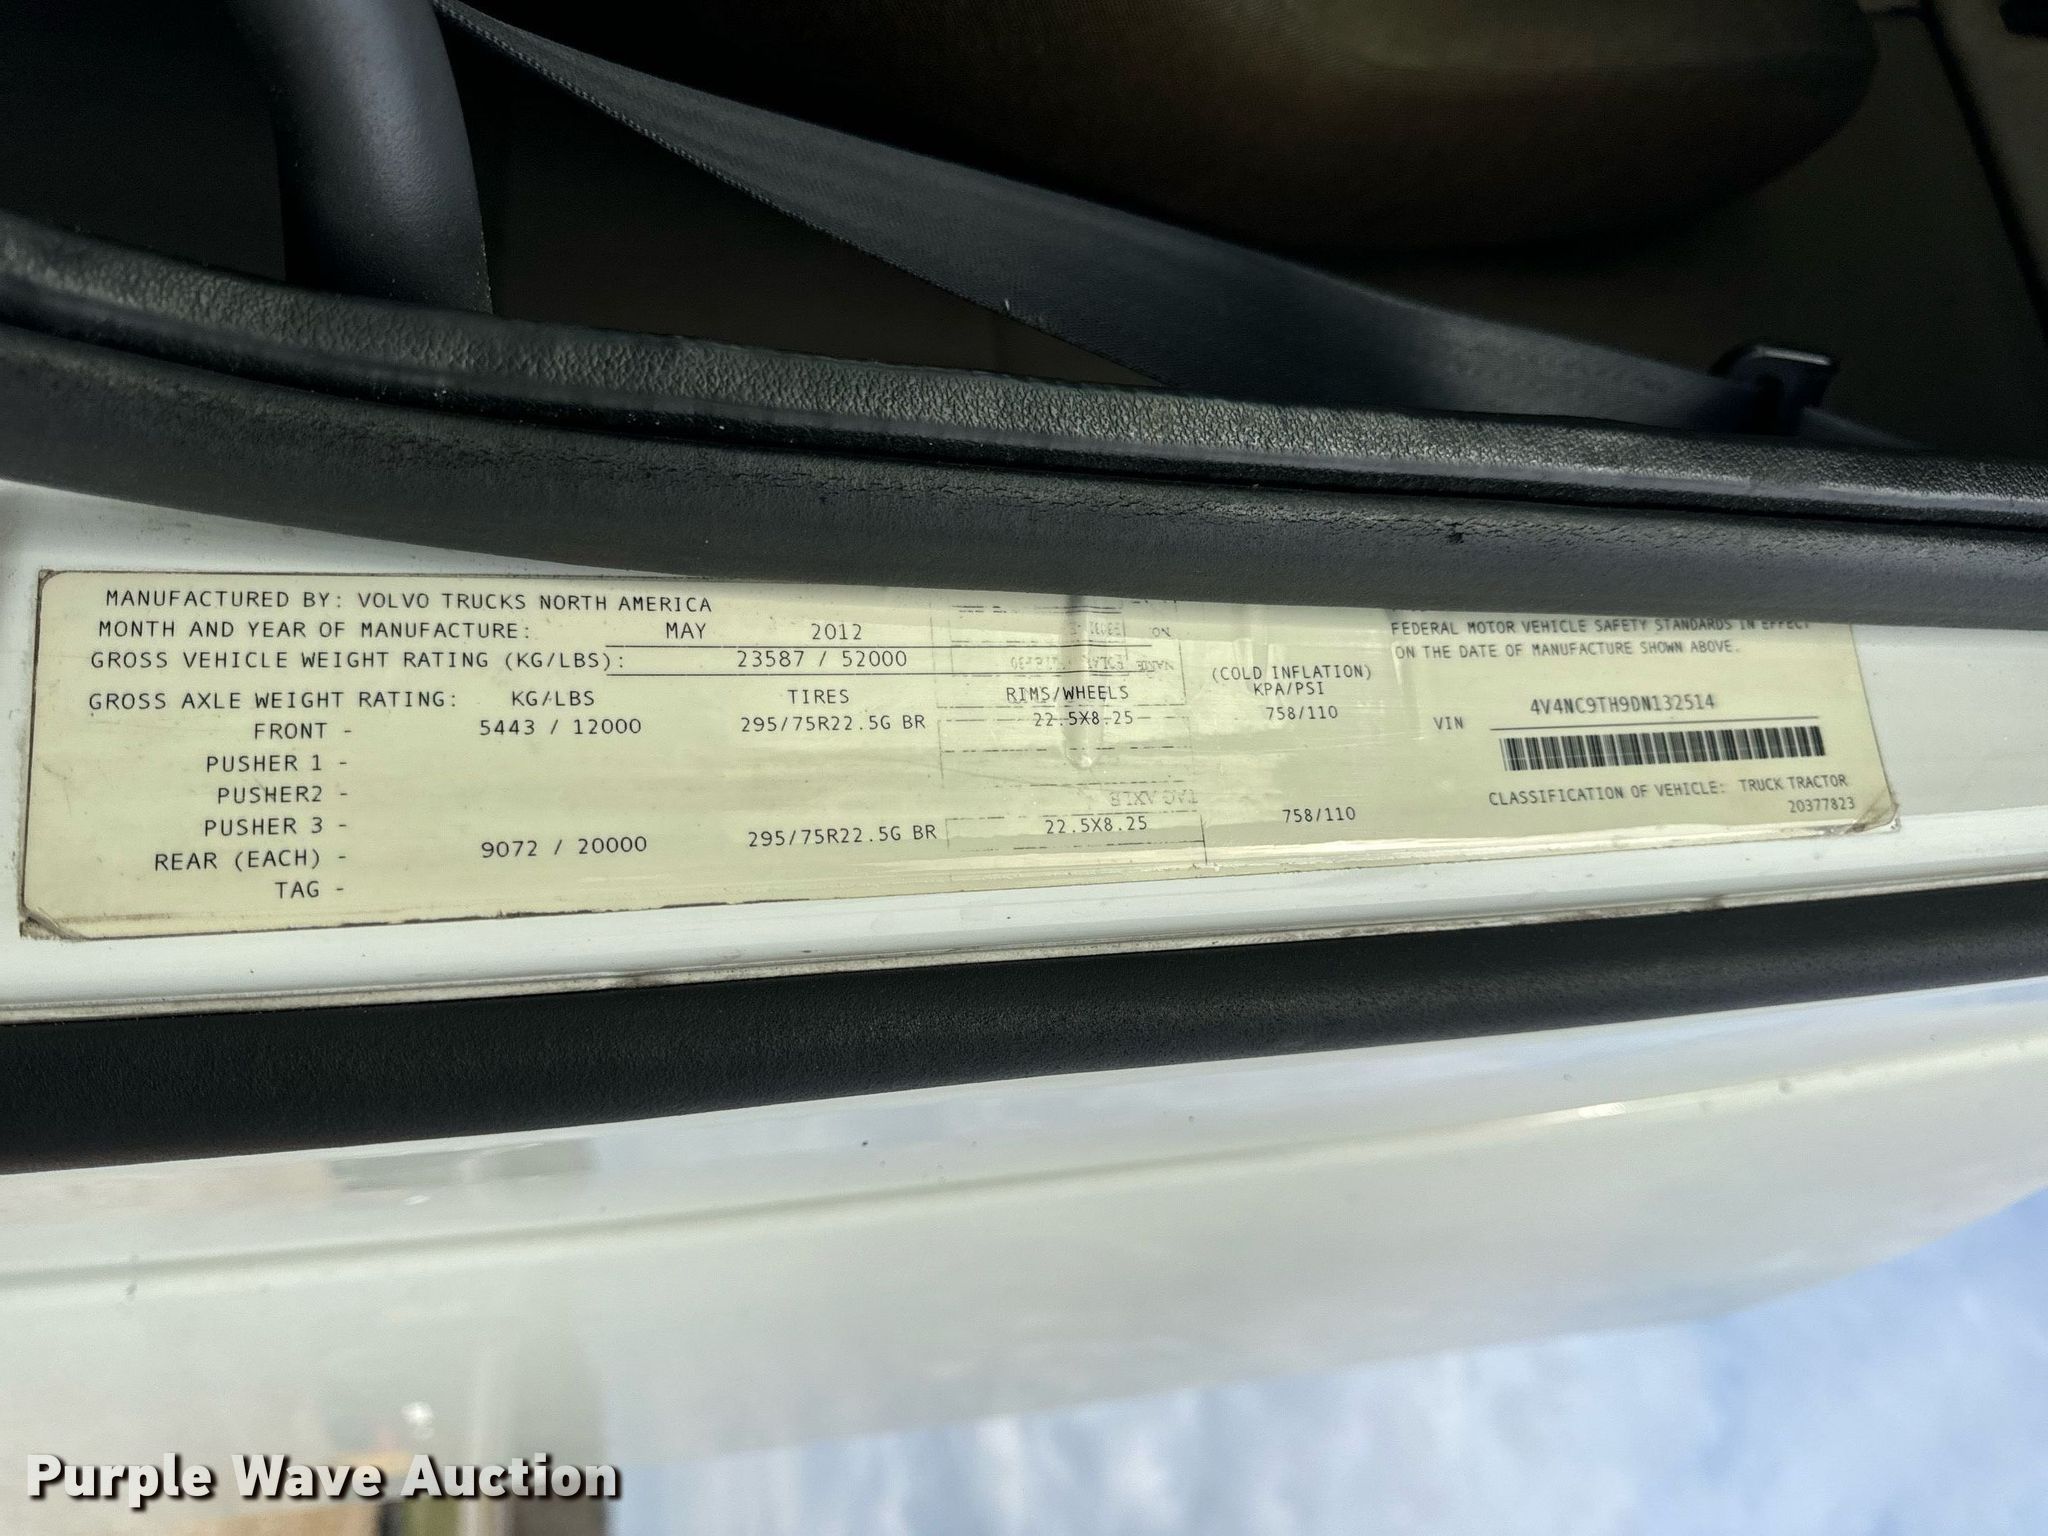 MANUFACTURED BY: VOLVO TRUCKS NORTH AMERICA
MONTH AND YEAR OF MANUFACTURE: MAY 2012
GROSS VEHICLE WEIGHT RATING (KG/LBS): 23587 / 52000
GROSS AXLE WEIGHT RATING: KG/LBS TIRES RIMS/WHEELS (COLD INFLATION) KPA/PSI
FRONT - 5443 / 12000 295/75R22.5G BR 22.5X8.25 758/110
PUSHER 1 -
PUSHER2 -
PUSHER 3 -
REAR (EACH) - 9072 / 20000 295/75R22.5G BR 22.5X8.25 758/110
TAG -
FEDERAL MOTOR VEHICLE SAFETY STANDARDS IN EFFECT
ON THE DATE OF MANUFACTURE SHOWN ABOVE.
VIN 4V4NC9TH9DN132514
CLASSIFICATION OF VEHICLE: TRUCK TRACTOR
20377823
TAG AXLE
Purple Wave Auction